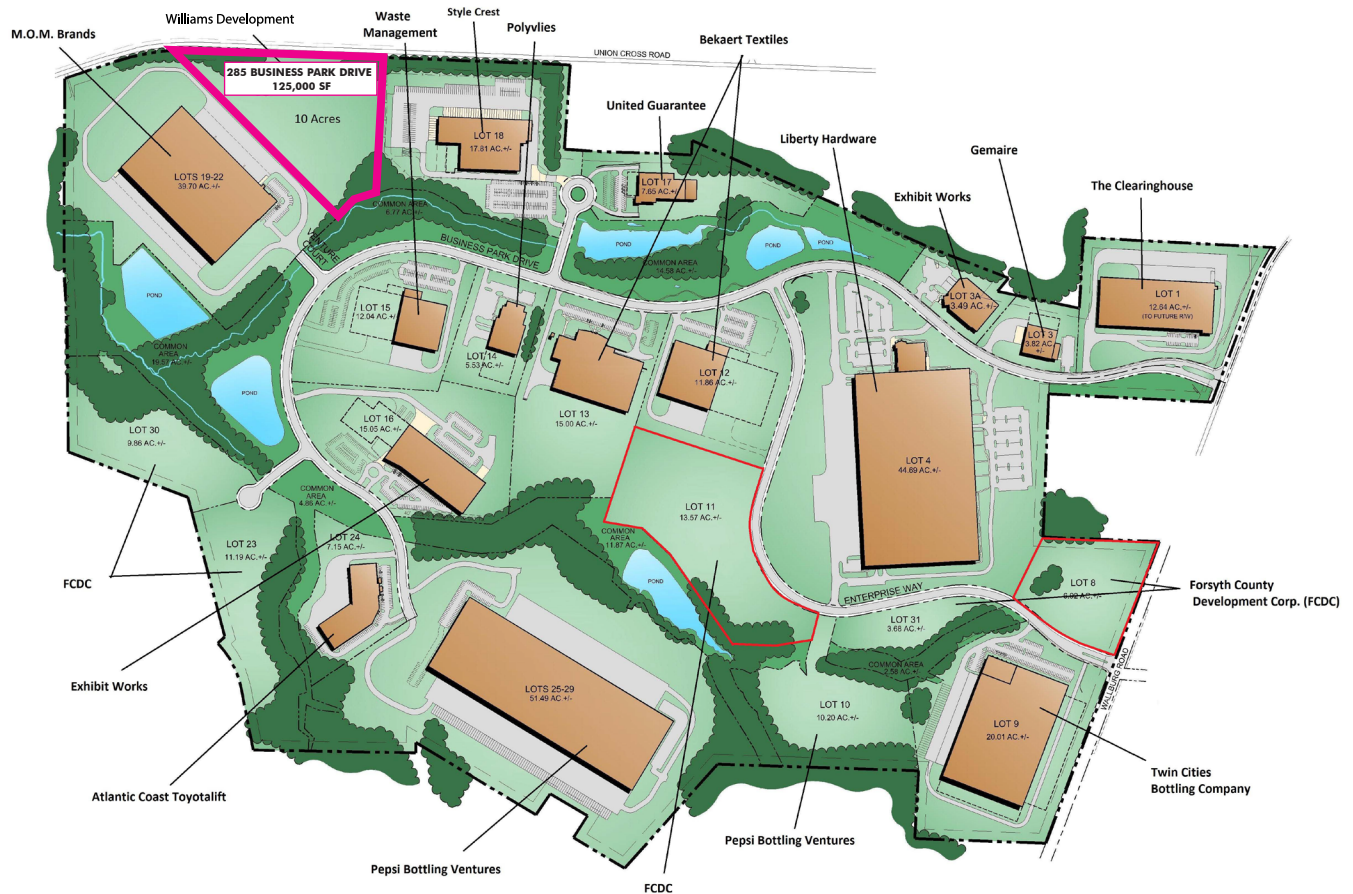 Williams Development
M.O.M. Brands
Waste
Management
Style Crest
Polyvlies
Bekaert Textiles
UNION CROSS ROAD
285 BUSINESS PARK DRIVE
125,000 SF
10 Acres
United Guarantee
Liberty Hardware
Gemaire
Exhibit Works
The Clearinghouse
LOT 18
17.81 AC.+/-
LOTS 19-22
39.70 AC.+/-
LOT 17
7.65 AC.+/-
COMMON AREA
6.77 AC.+/-
VENTURE
COURT
BUSINESS PARK DRIVE
POND
POND
POND
COMMON AREA
14.58 AC.+/-
POND
LOT 3A
3.49 AC.+/-
LOT 1
12.64 AC.+/-
(TO FUTURE R/W)
LOT 15
12.04 AC.+/-
LOT 3
3.82 AC.
+/-
COMMON
AREA
19.57 AC.+/-
LOT 14
5.53 AC.+/-
LOT 12
11.86 AC.+/-
POND
LOT 16
15.05 AC.+/-
LOT 13
15.00 AC.+/-
LOT 30
9.86 AC.+/-
LOT 4
44.69 AC.+/-
COMMON
AREA
4.85 AC.+/-
LOT 11
13.57 AC.+/-
COMMON
AREA
11.87 AC.+/-
LOT 23
11.19 AC.+/-
LOT 24
7.15 AC.+/-
POND
FCDC
ENTERPRISE WAY
LOT 8
AC.+/-
Forsyth County
Development Corp. (FCDC)
LOT 31
3.68 AC.+/-
COMMON AREA
2.58 AC.+/-
WALLBURG ROAD
Exhibit Works
LOTS 25-29
51.49 AC.+/-
LOT 10
10.20 AC.+/-
LOT 9
20.01 AC.+/-
Twin Cities
Bottling Company
Atlantic Coast Toyotalift
Pepsi Bottling Ventures
Pepsi Bottling Ventures
FCDC